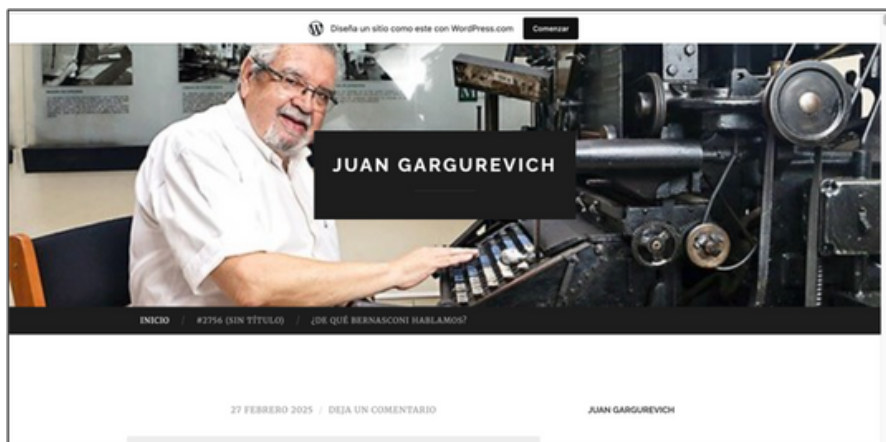 Diseña un sitio como este con WordPress.com
Comenzar
JUAN GARGUREVICH
INICIO / #2756 (SIN TÍTULO) / ¿DE QUÉ BERNASCONI HABLAMOS?
27 FEBRERO 2025 / DEJA UN COMENTARIO
JUAN GARGUREVICH